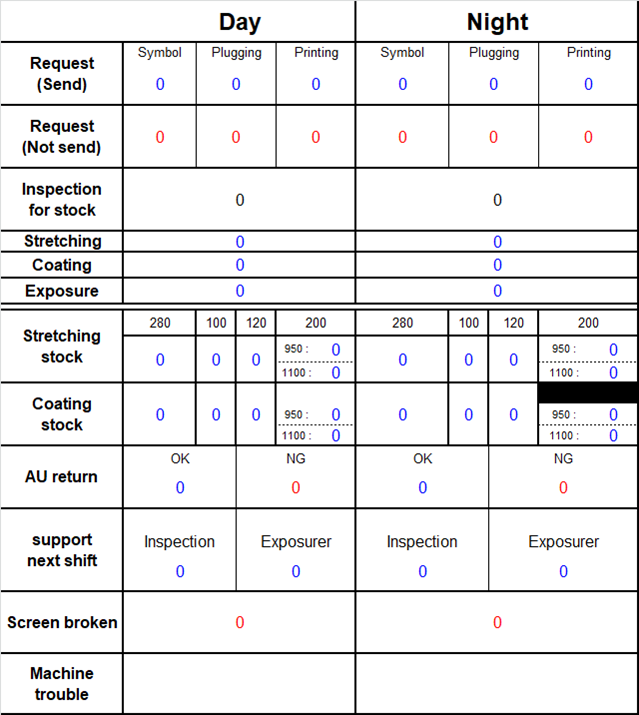 Day Night
Symbol Plugging Printing Symbol Plugging Printing
Request
(Send)
0 0 0 0 0 0
Request
(Not send)
0 0 0 0 0 0
Inspection
for stock
0 0
Stretching 0 0
Coating 0 0
Exposure 0 0
280 100 120 200 280 100 120 200
Stretching
stock
0 0 0 950 : 0 0 0 0 950 : 0
1100 : 0 1100 : 0
Coating
stock
0 0 0 950 : 0 0 0 0 950 : 0
1100 : 0 1100 : 0
OK NG OK NG
AU return
0 0 0 0
support
next shift
Inspection Exposurer Inspection Exposurer
0 0 0 0
Screen broken 0 0
Machine
trouble